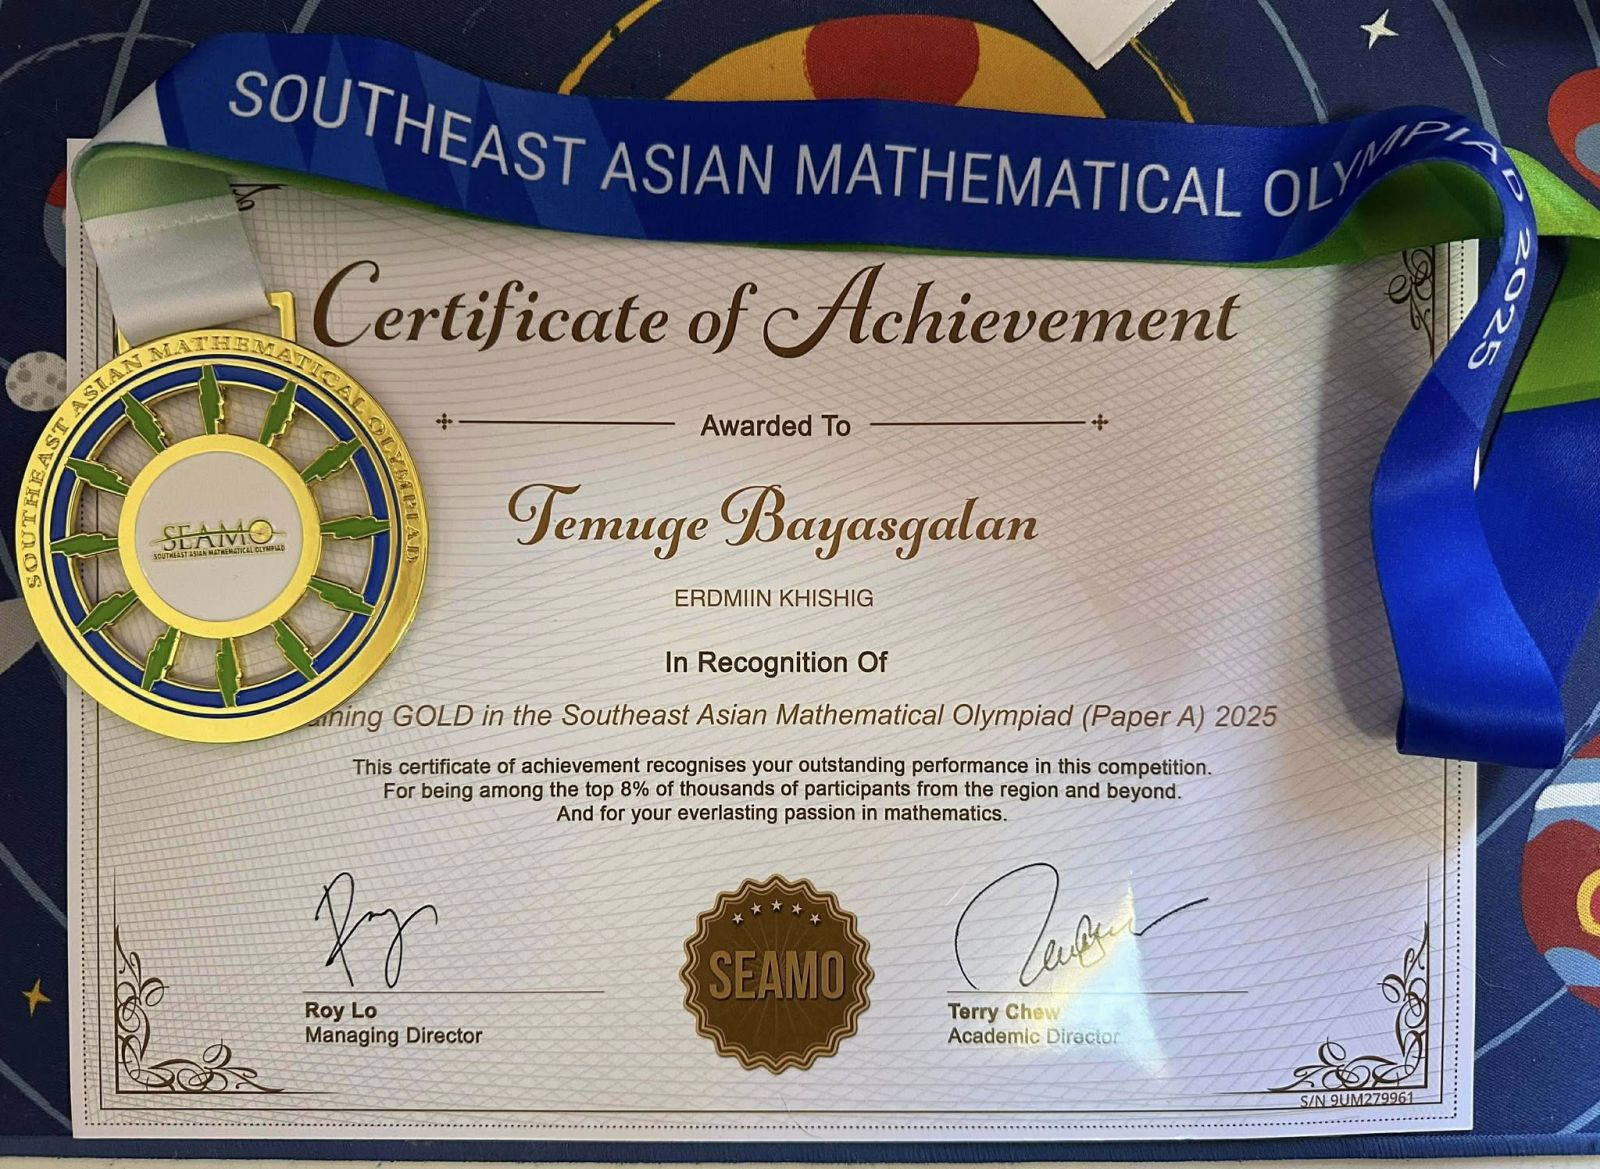 SOUTHEAST ASIAN MATHEMATICAL OLYMPIAD 2025
Certificate of Achievement
SOUTHEAST ASIAN MATHEMATICAL OLYMPIAD
Awarded To
Temuge Bayasgalan
SEAMO
SOUTHEAST ASIAN MATHEMATICAL OLYMPIAD
ERDMIIN KHISHIG
In Recognition Of
GOLD in the Southeast Asian Mathematical Olympiad (Paper A) 2025
This certificate of achievement recognises your outstanding performance in this competition.
For being among the top 8% of thousands of participants from the region and beyond.
And for your everlasting passion in mathematics.
SEAMO
Roy Lo
Managing Director
Terry Chew
Academic Director
S/N 9UM279961